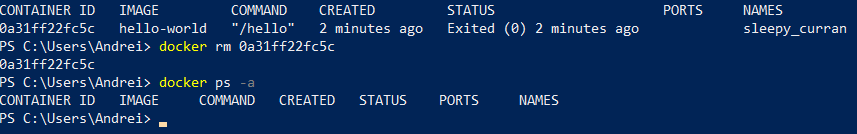 CONTAINER ID   IMAGE         COMMAND    CREATED         STATUS                     PORTS     NAMES
0a31ff22fc5c   hello-world   "/hello"   2 minutes ago   Exited (0) 2 minutes ago             sleepy_curran
PS C:\Users\Andrei> docker rm 0a31ff22fc5c
0a31ff22fc5c
PS C:\Users\Andrei> docker ps -a
CONTAINER ID   IMAGE     COMMAND   CREATED   STATUS    PORTS     NAMES
PS C:\Users\Andrei>